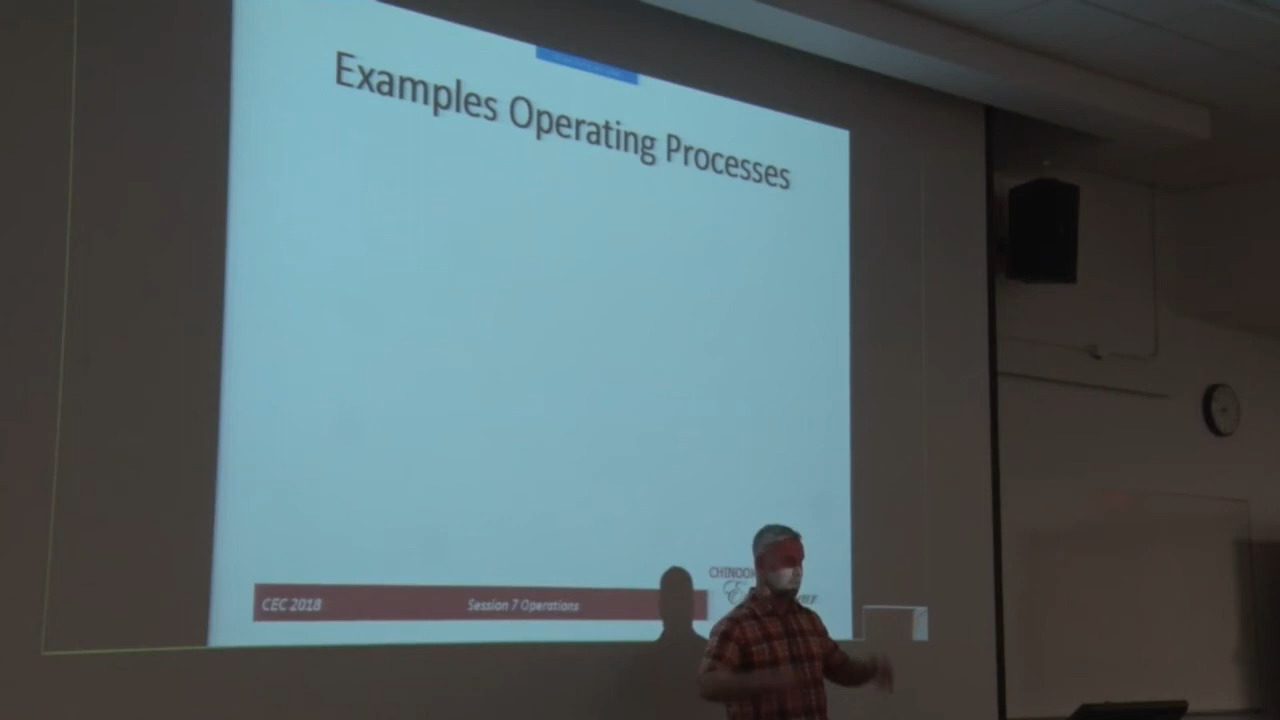 Examples Operating Processes
CEC 2018
Session 7 Operations
CHINOOK